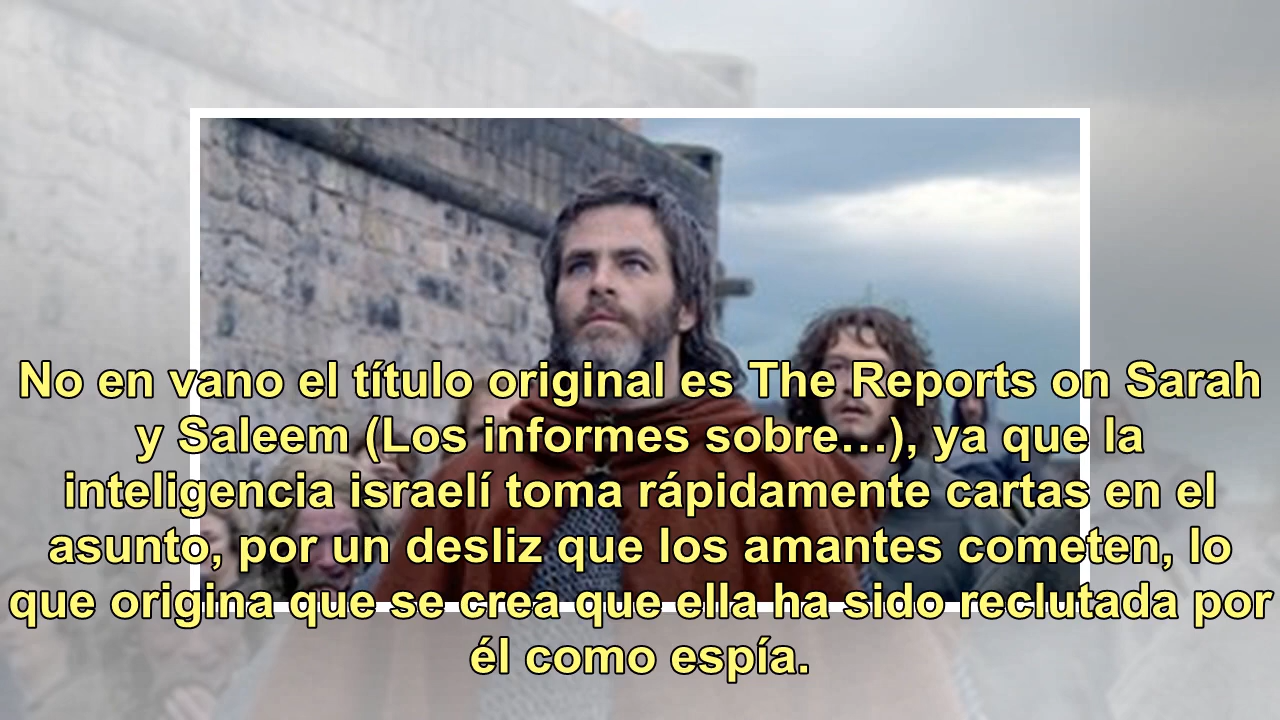 No en vano el título original es The Reports on Sarah
y Saleem (Los informes sobre…), ya que la
inteligencia israelí toma rápidamente cartas en el
asunto, por un desliz que los amantes cometen, lo
que origina que se crea que ella ha sido reclutada por
él como espía.